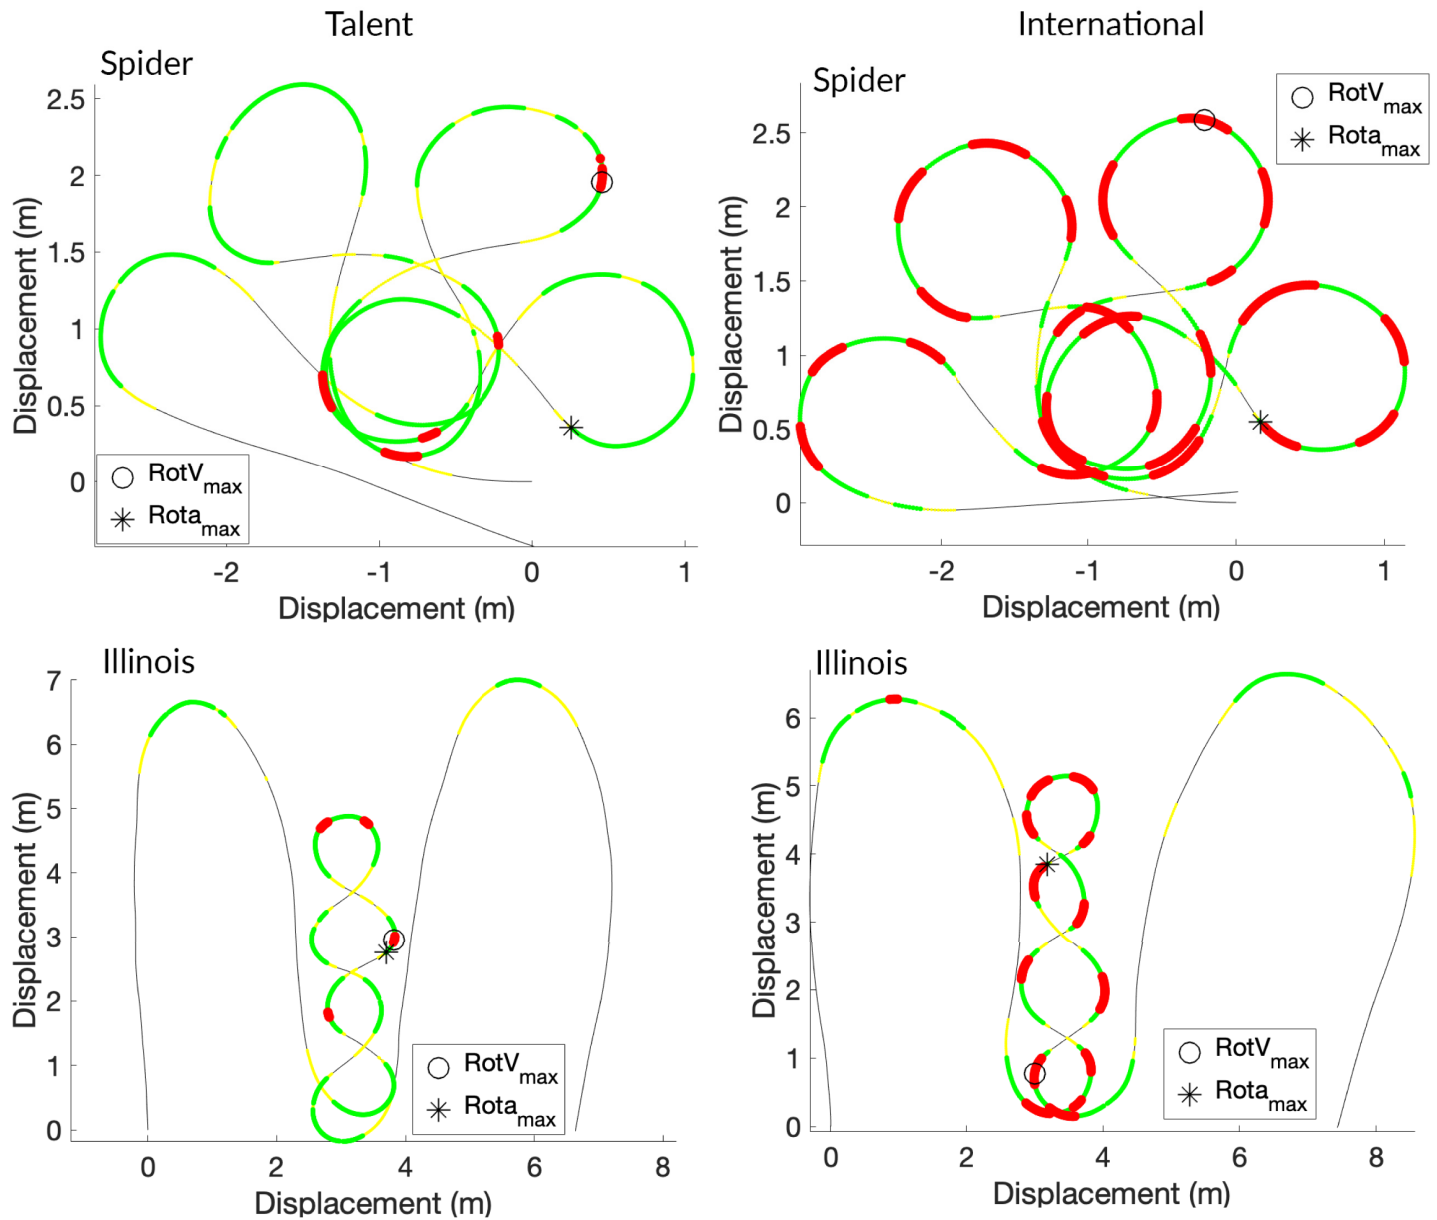 Talent
International
Spider
2.5
2
1.5
1
0.5
0
Displacement (m)
-2
-1
0
1
Displacement (m)
RotVmax
Rotamax
Spider
2.5
2
1.5
1
0.5
0
Displacement (m)
-2
-1
0
1
Displacement (m)
RotVmax
Rotamax
Illinois
7
6
5
4
3
2
1
0
Displacement (m)
0
2
4
6
8
Displacement (m)
RotVmax
Rotamax
Illinois
6
5
4
3
2
1
0
Displacement (m)
0
2
4
6
8
Displacement (m)
RotVmax
Rotamax